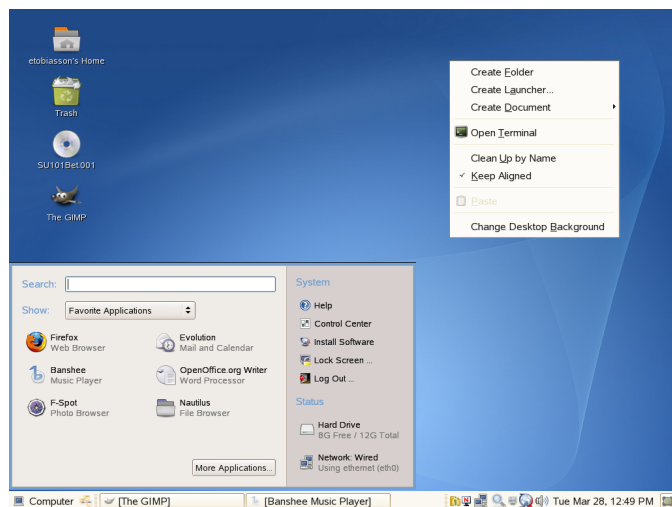 etobiasson's Home
Trash
SU101Bet.001
The GIMP
Create Folder
Create Launcher...
Create Document
Open Terminal
Clean Up by Name
Keep Aligned
Paste
Change Desktop Background
Search:
Show: Favorite Applications
Firefox
Web Browser
Evolution
Mail and Calendar
Banshee
Music Player
OpenOffice.org Writer
Word Processor
F-Spot
Photo Browser
Nautilus
File Browser
More Applications...
System
Help
Control Center
Install Software
Lock Screen ...
Log Out ...
Status
Hard Drive
8G Free / 12G Total
Network: Wired
Using ethernet (eth0)
Computer
[The GIMP]
[Banshee Music Player]
Tue Mar 28, 12:49 PM